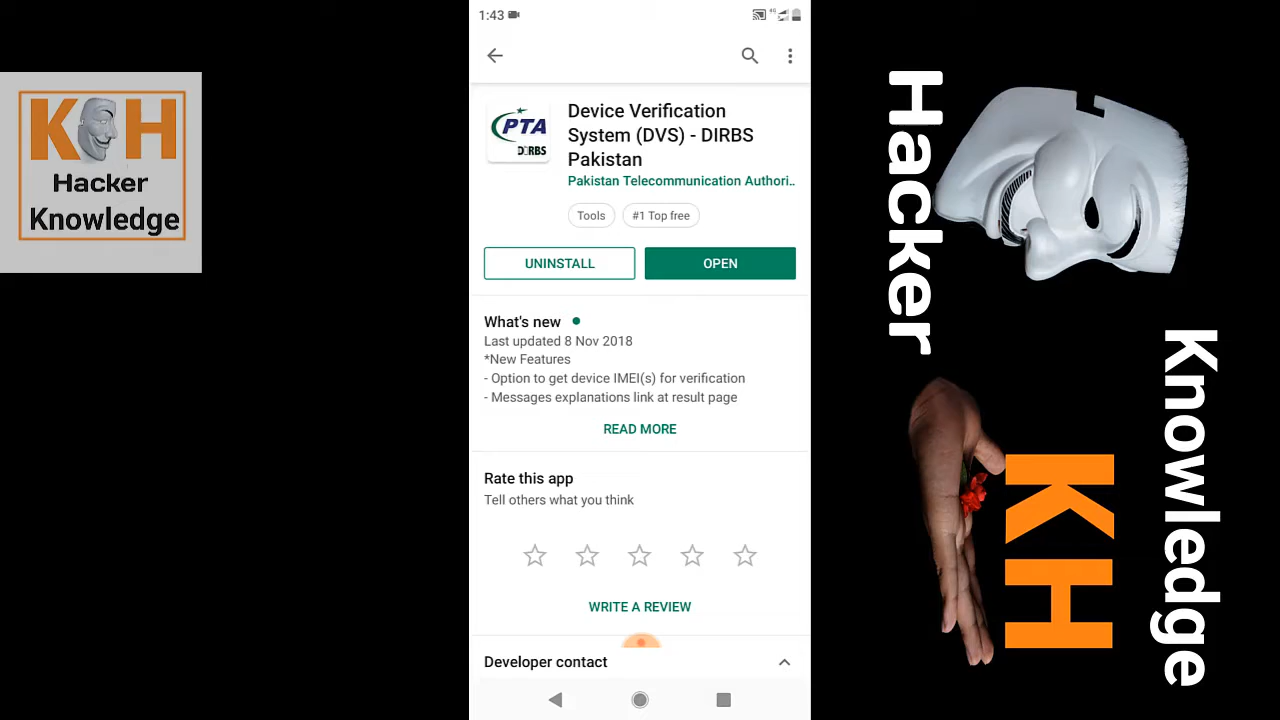 K H
Hacker
Knowledge
1:43
4G
PTA
DIRBS
Device Verification
System (DVS) - DIRBS
Pakistan
Pakistan Telecommunication Authori..
Tools
#1 Top free
UNINSTALL
OPEN
What's new
Last updated 8 Nov 2018
*New Features
- Option to get device IMEI(s) for verification
- Messages explanations link at result page
READ MORE
Rate this app
Tell others what you think
WRITE A REVIEW
Developer contact
Hacker
Knowledge
KH